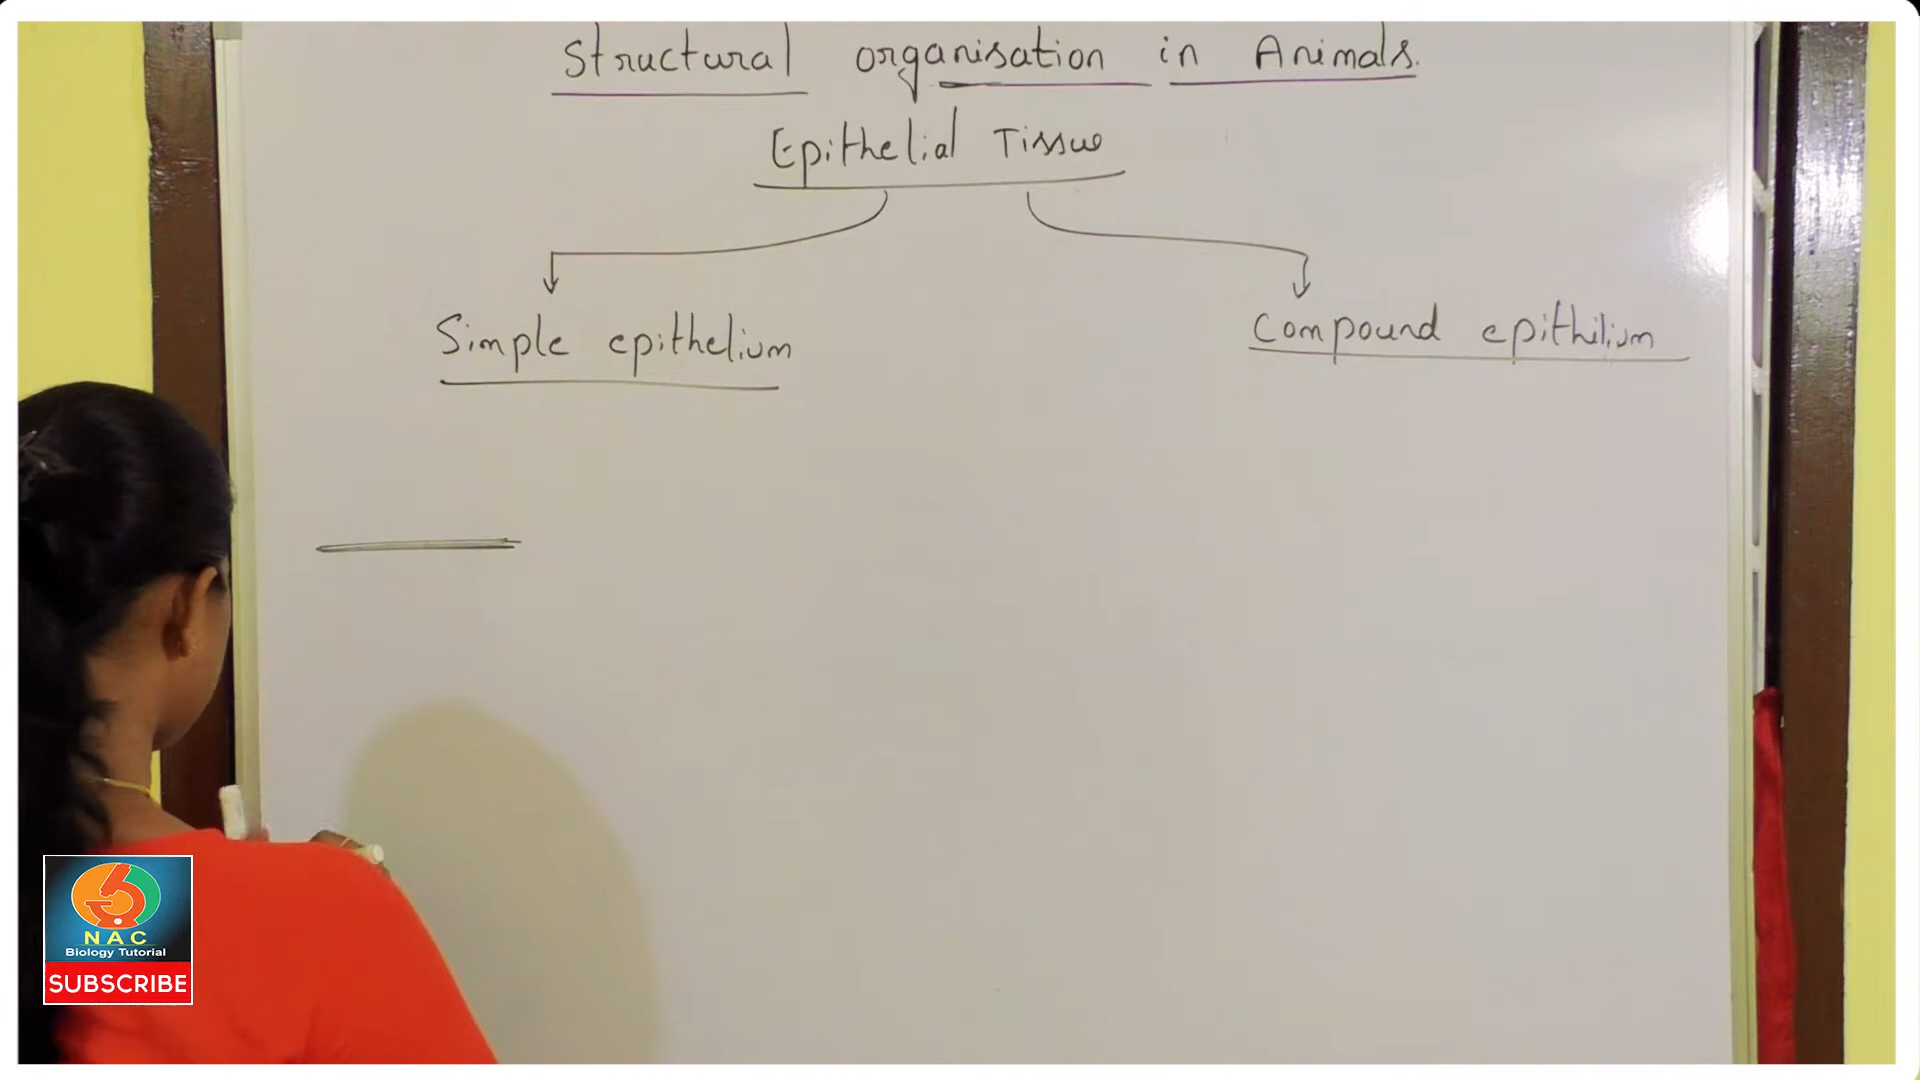 Structural organisation in Animals.
Epithelial Tissue
Simple epithelium
Compound epithilium
NAC
Biology Tutorial
SUBSCRIBE